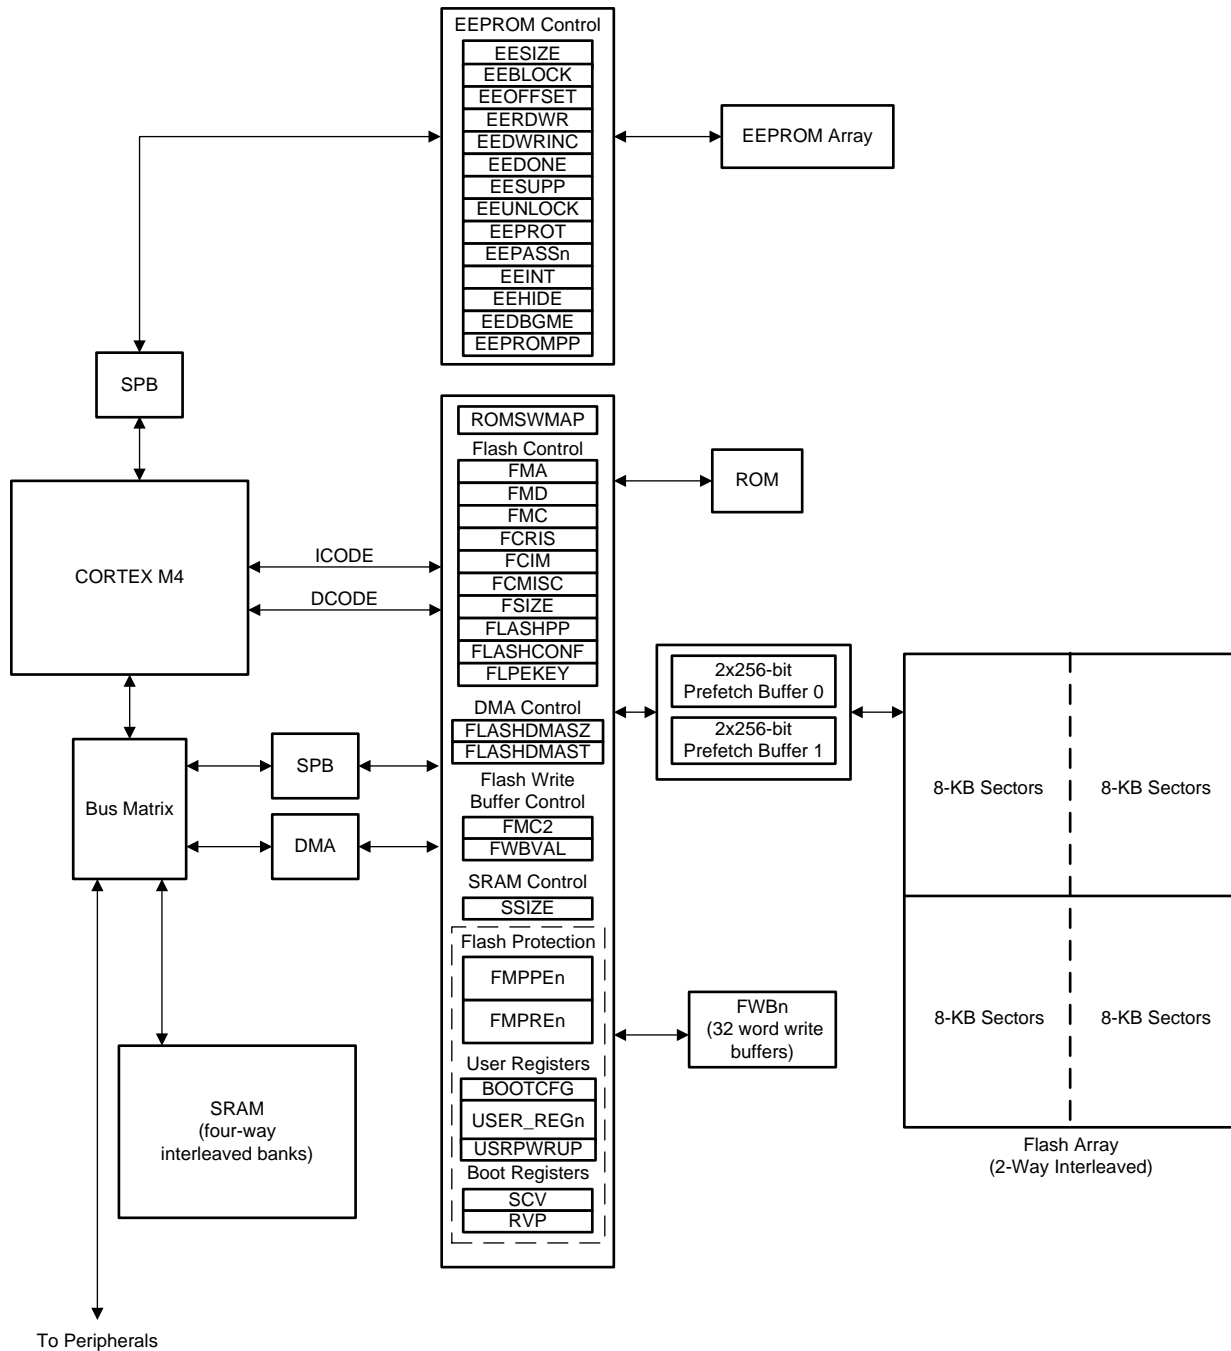 EEPROM Control
EESIZE
EEBLOCK
EEOFFSET
EERDWR
EEDWRINC
EEDONE
EESUPP
EEUNLOCK
EEPROT
EEPASSn
EEINT
EEHIDE
EEDBGME
EEPROMPP
EEPROM Array
SPB
CORTEX M4
ICODE
DCODE
ROMSWMAP
Flash Control
FMA
FMD
FMC
FCRIS
FCIM
FCMISC
FSIZE
FLASHPP
FLASHCONF
FLPEKEY
DMA Control
FLASHDMASZ
FLASHDMAST
Flash Write
Buffer Control
FMC2
FWBVAL
SRAM Control
SSIZE
Flash Protection
FMPPEn
FMPREn
User Registers
BOOTCFG
USER_REGn
USRPWRUP
Boot Registers
SCV
RVP
ROM
2x256-bit
Prefetch Buffer 0
2x256-bit
Prefetch Buffer 1
8-KB Sectors
8-KB Sectors
8-KB Sectors
8-KB Sectors
Flash Array
(2-Way Interleaved)
FWBn
(32 word write
buffers)
Bus Matrix
SPB
DMA
SRAM
(four-way
interleaved banks)
To Peripherals